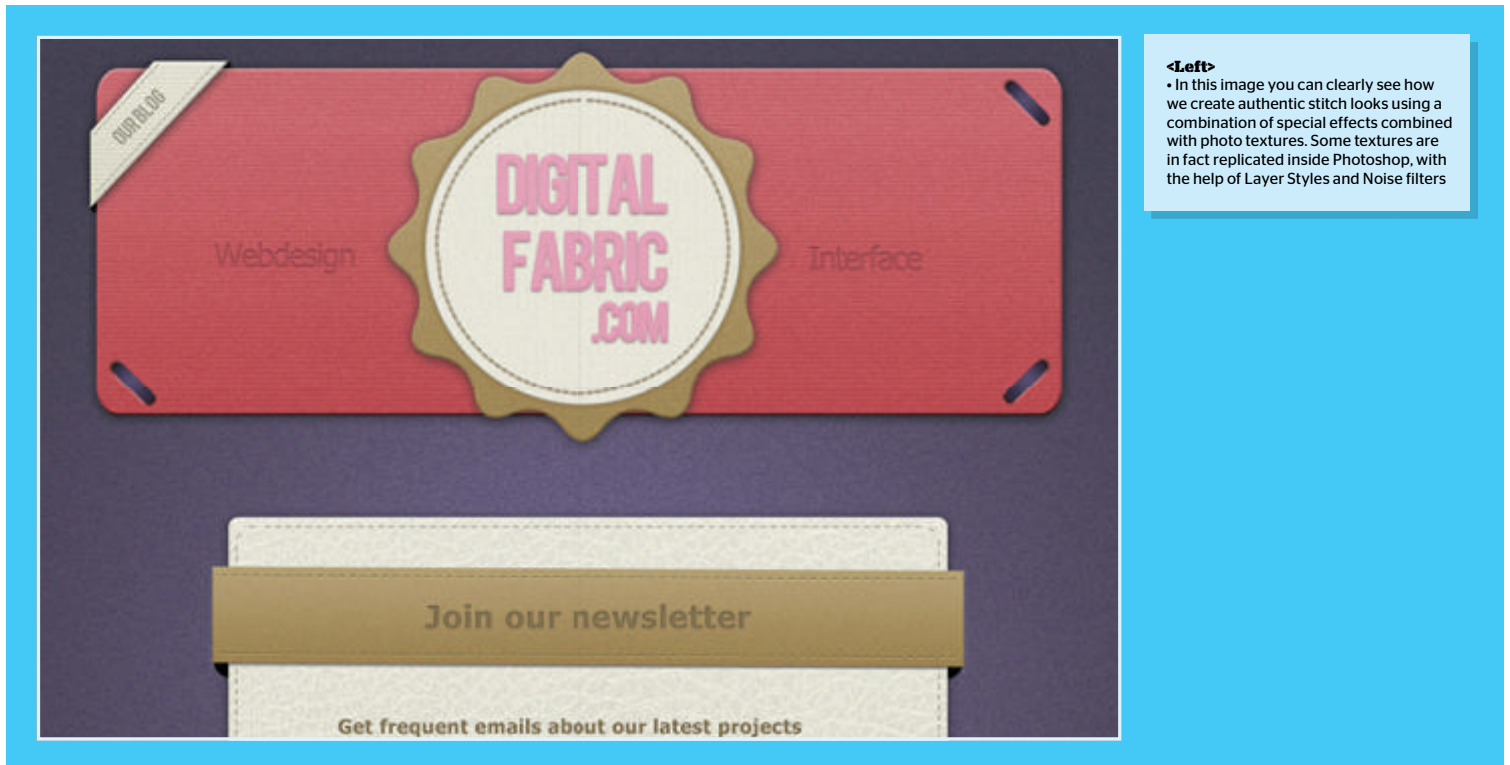 OUR BLOG
Webdesign
DIGITAL
FABRIC
.COM
Interface
Join our newsletter
Get frequent emails about our latest projects
<Left>
• In this image you can clearly see how
we create authentic stitch looks using a
combination of special effects combined
with photo textures. Some textures are
in fact replicated inside Photoshop, with
the help of Layer Styles and Noise filters